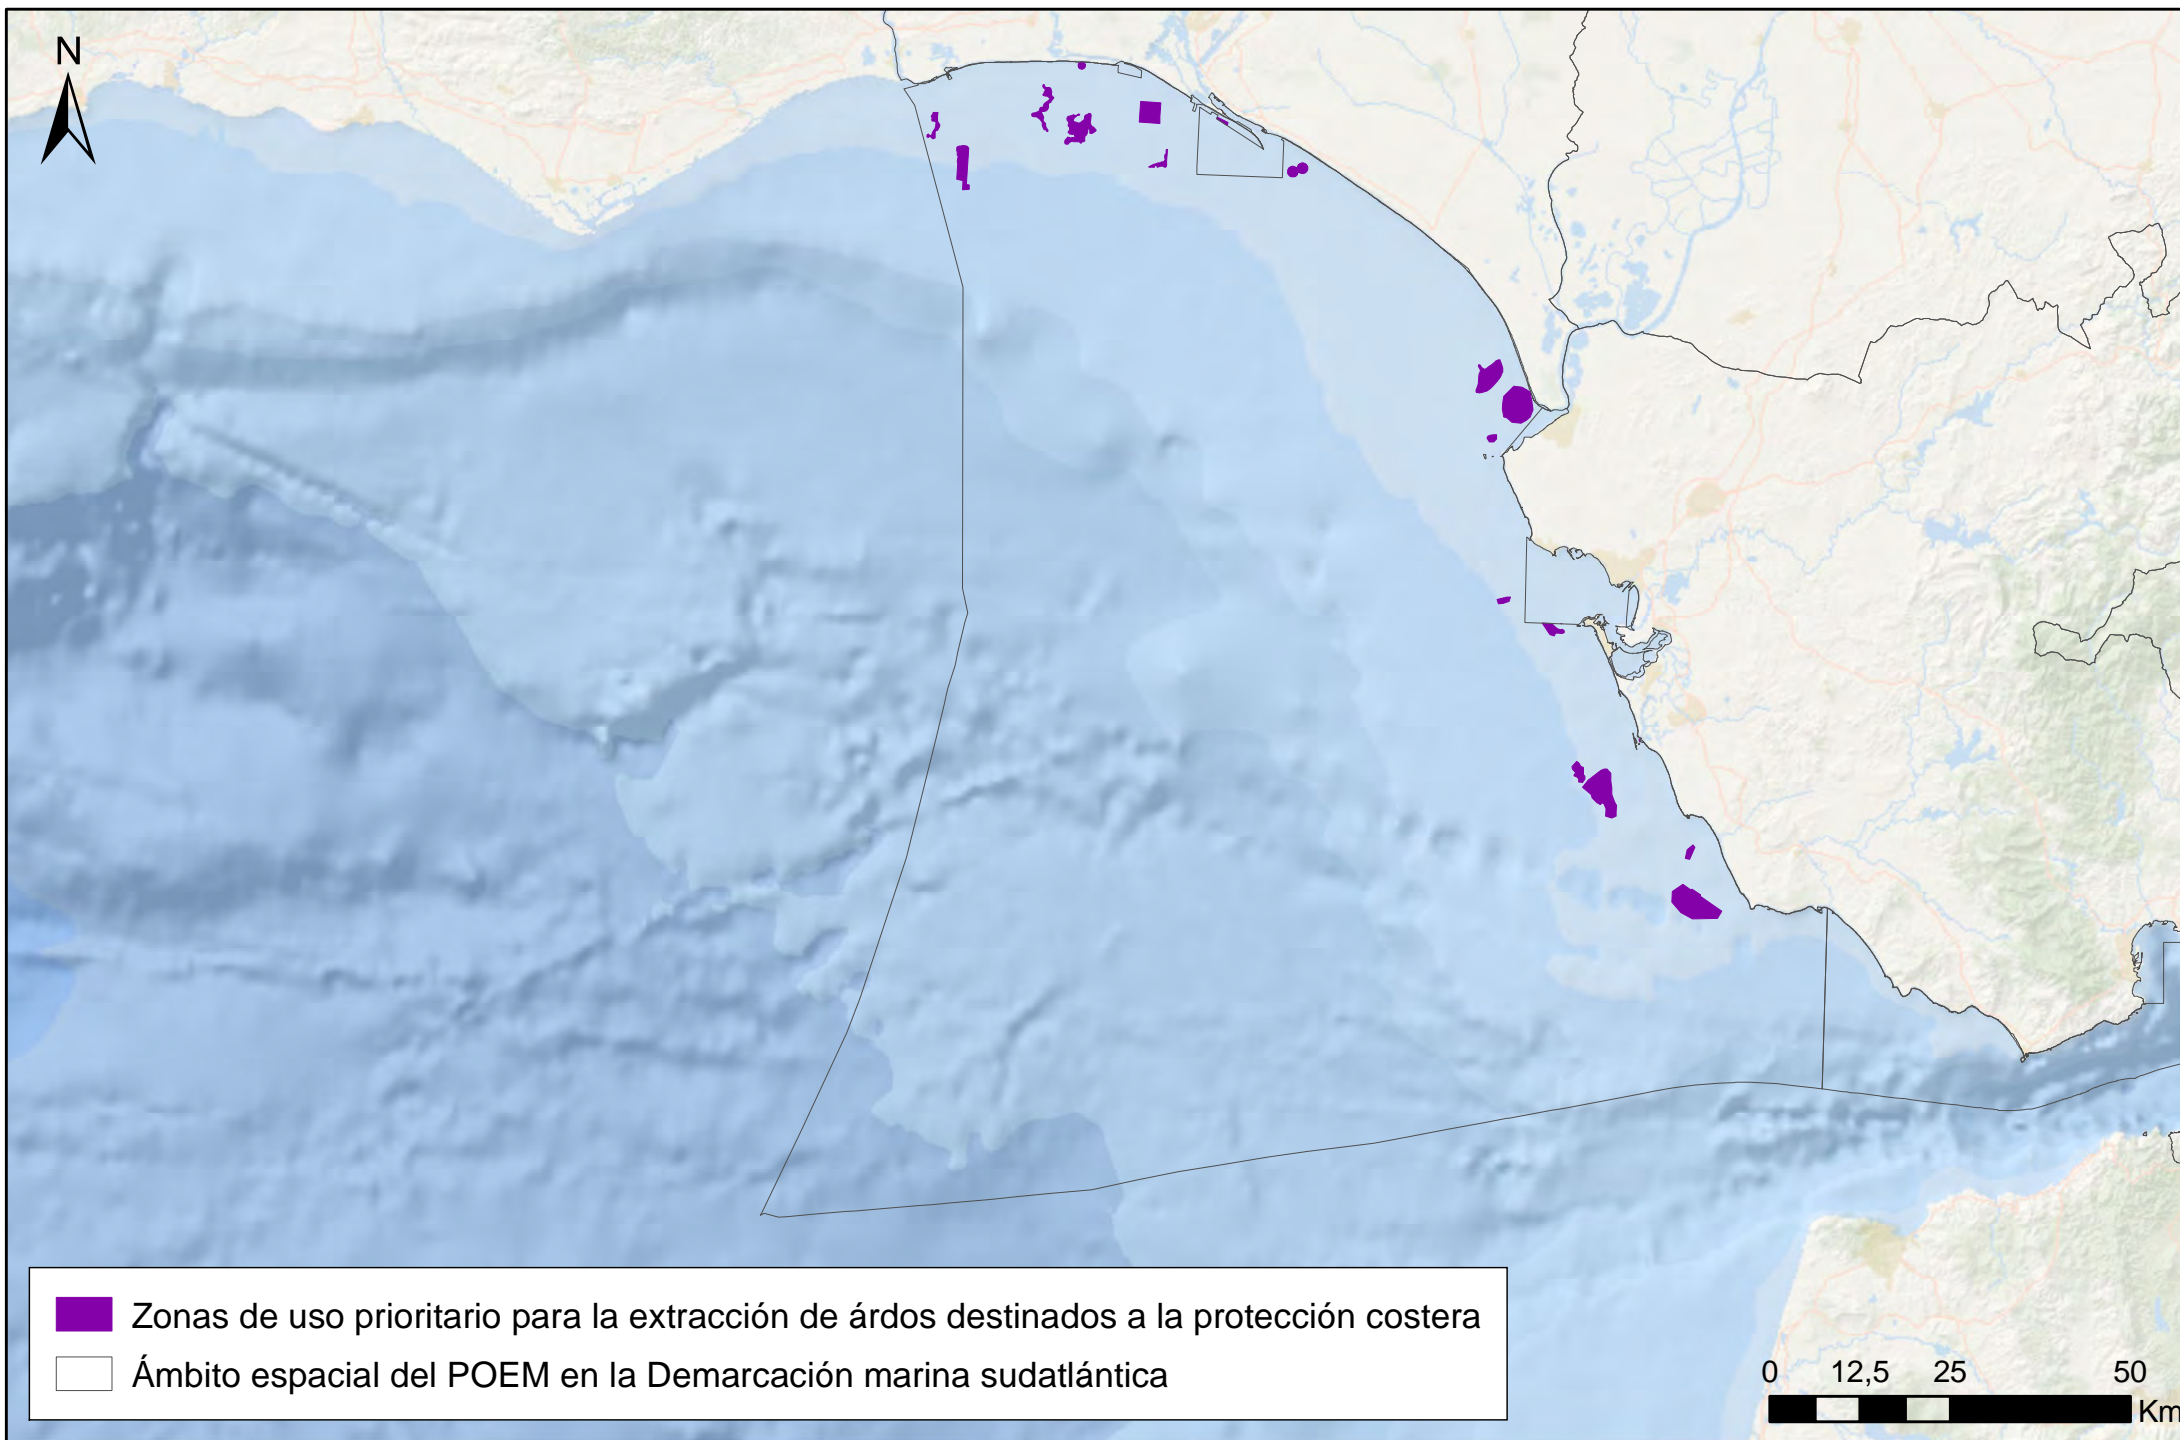 N
Zonas de uso prioritario para la extracción de árdos destinados a la protección costera
Ámbito espacial del POEM en la Demarcación marina sudatlántica
0 12,5 25 50
Km